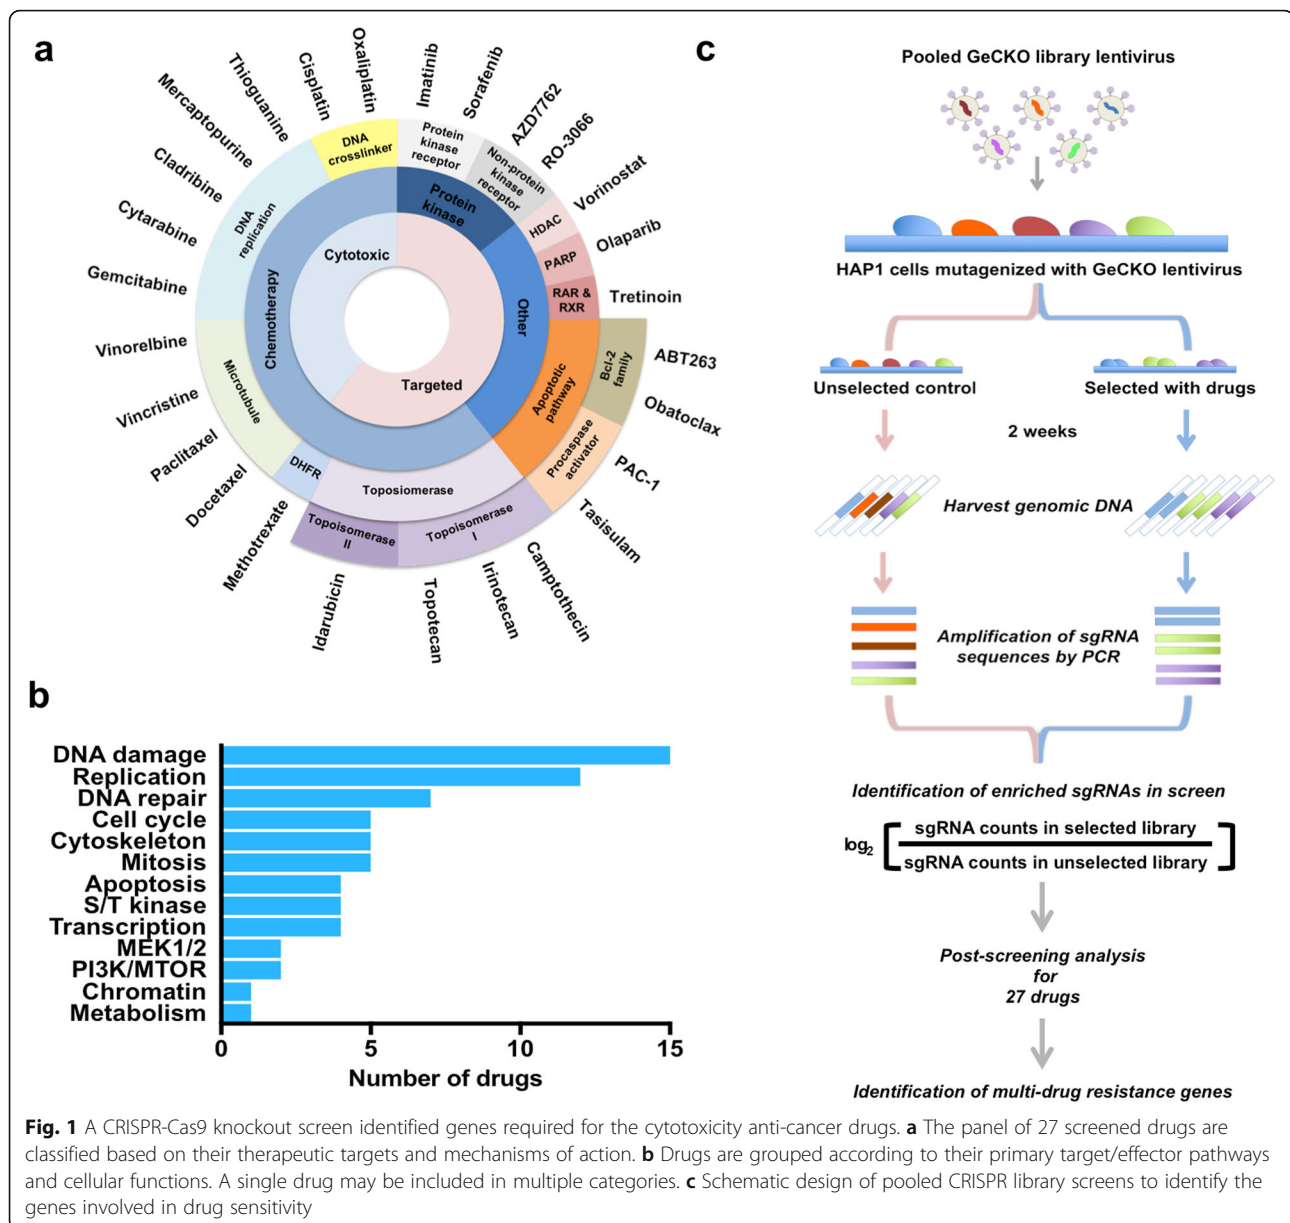 a
Oxaliplatin
Cisplatin
Thioguanine
Mercaptopurine
Cladribine
Cytarabine
Gemcitabine
Vinorelbine
Vincristine
Paclitaxel
Docetaxel
Methotrexate
Idarubicin
Topotecan
Irinotecan
Camptothecin
Tasisulam
PAC-1
Obatoclax
ABT263
Tretinoin
Olaparib
Vorinostat
RO-3066
AZD7762
Sorafenib
Imatinib
DNA
crosslinker
Protein
kinase
receptor
Non-protein
kinase
receptor
HDAC
PARP
RAR &
RXR
Bcl-2
family
Procaspase
activator
Topoisomerase
I
Topoisomerase
II
DHFR
Microtubule
DNA
replication
Chemotherapy
Protein
kinase
Other
Apoptotic
pathway
Toposiomerase
Cytotoxic
Targeted
b
DNA damage
Replication
DNA repair
Cell cycle
Cytoskeleton
Mitosis
Apoptosis
S/T kinase
Transcription
MEK1/2
PI3K/MTOR
Chromatin
Metabolism
0 5 10 15
Number of drugs
c
Pooled GeCKO library lentivirus
HAP1 cells mutagenized with GeCKO lentivirus
Unselected control
Selected with drugs
2 weeks
Harvest genomic DNA
Amplification of sgRNA
sequences by PCR
Identification of enriched sgRNAs in screen
log2
sgRNA counts in selected library
sgRNA counts in unselected library
Post-screening analysis
for
27 drugs
Identification of multi-drug resistance genes
Fig. 1 A CRISPR-Cas9 knockout screen identified genes required for the cytotoxicity anti-cancer drugs. a The panel of 27 screened drugs are
classified based on their therapeutic targets and mechanisms of action. b Drugs are grouped according to their primary target/effector pathways
and cellular functions. A single drug may be included in multiple categories. c Schematic design of pooled CRISPR library screens to identify the
genes involved in drug sensitivity